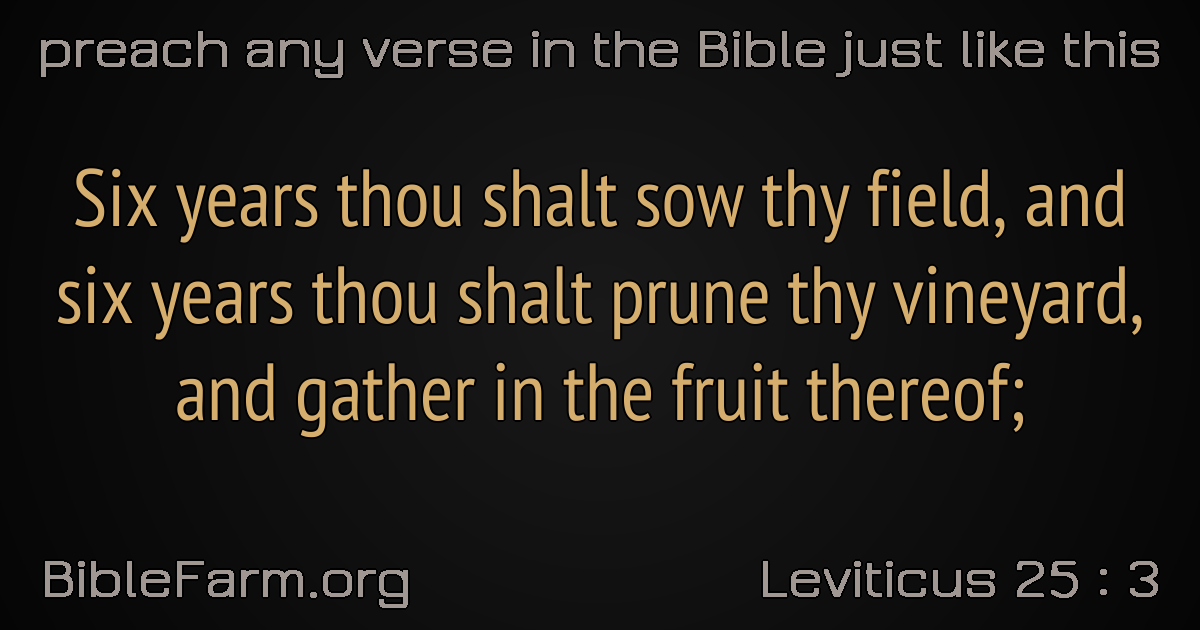 preach any verse in the Bible just like this
Six years thou shalt sow thy field, and
six years thou shalt prune thy vineyard,
and gather in the fruit thereof;
BibleFarm.org
Leviticus 25 : 3